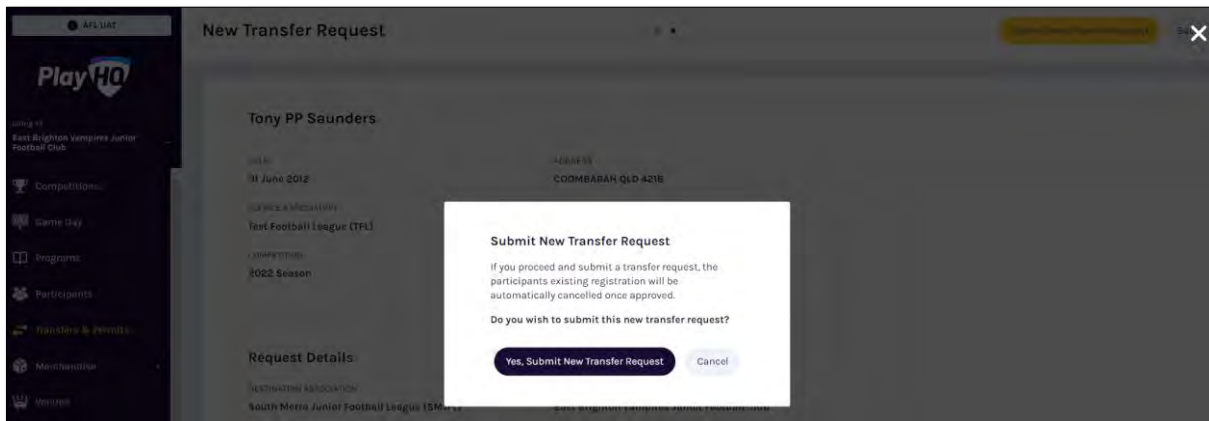 AFL UAT
New Transfer Request
PlayHQ
East Brighton Vampires Junior
Football Club
Tony PP Saunders
ADDRESS
11 June 2012
COOMBABAH QLD 4216
Competitions
Test Football League (TFL)
Game Day
COMPETITION
Programs
2022 Season
Participants
Transfers & Permits
Merchandise
Venues
Submit New Transfer Request
If you proceed and submit a transfer request, the
participants existing registration will be
automatically cancelled once approved.
Do you wish to submit this new transfer request?
Yes, Submit New Transfer Request
Cancel
Request Details
DESTINATION ASSOCIATION
South Metro Junior Football League (SM
East Brighton Vampires Junior Football Club